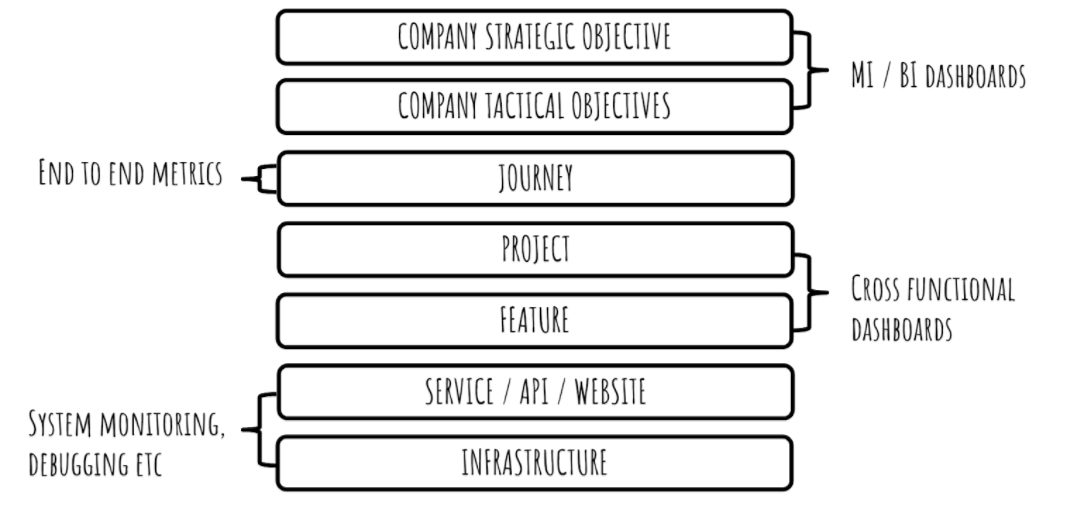 COMPANY STRATEGIC OBJECTIVE
MI / BI DASHBOARDS
COMPANY TACTICAL OBJECTIVES
END TO END METRICS
JOURNEY
PROJECT
CROSS FUNCTIONAL
DASHBOARDS
FEATURE
SERVICE / API / WEBSITE
SYSTEM MONITORING,
DEBUGGING ETC
INFRASTRUCTURE